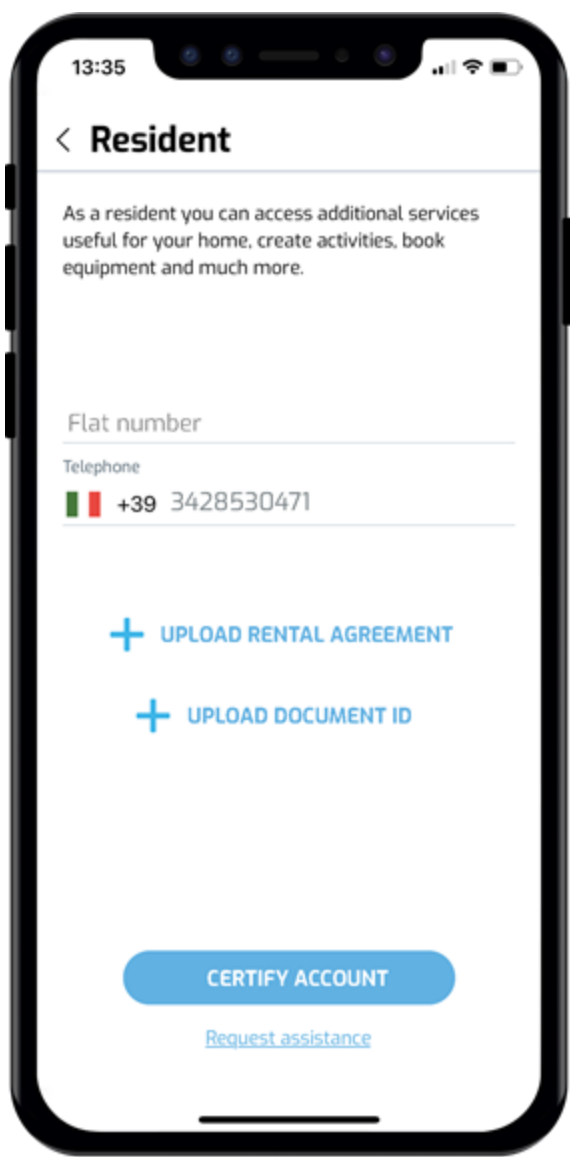 13:35
Resident
As a resident you can access additional services
useful for your home, create activities, book
equipment and much more.
Flat number
Telephone
+39 3428530471
UPLOAD RENTAL AGREEMENT
UPLOAD DOCUMENT ID
CERTIFY ACCOUNT
Request assistance